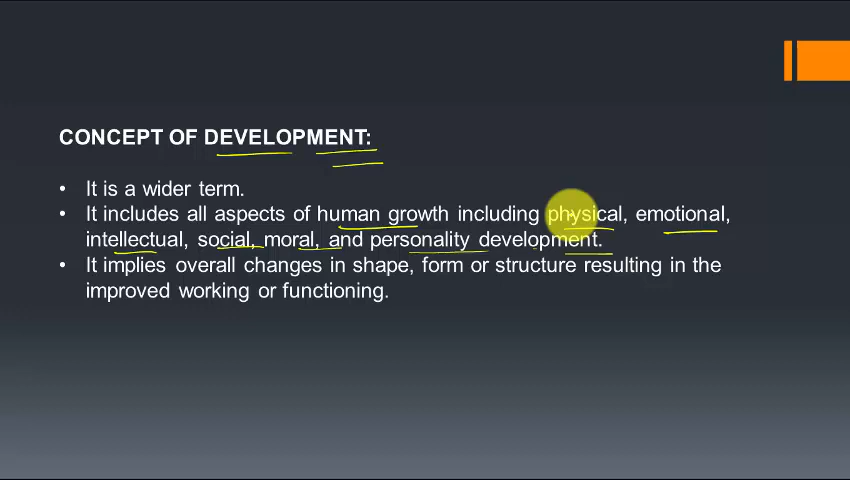 CONCEPT OF DEVELOPMENT:
• It is a wider term.
• It includes all aspects of human growth including physical, emotional,
intellectual, social, moral, and personality development.
• It implies overall changes in shape, form or structure resulting in the
improved working or functioning.